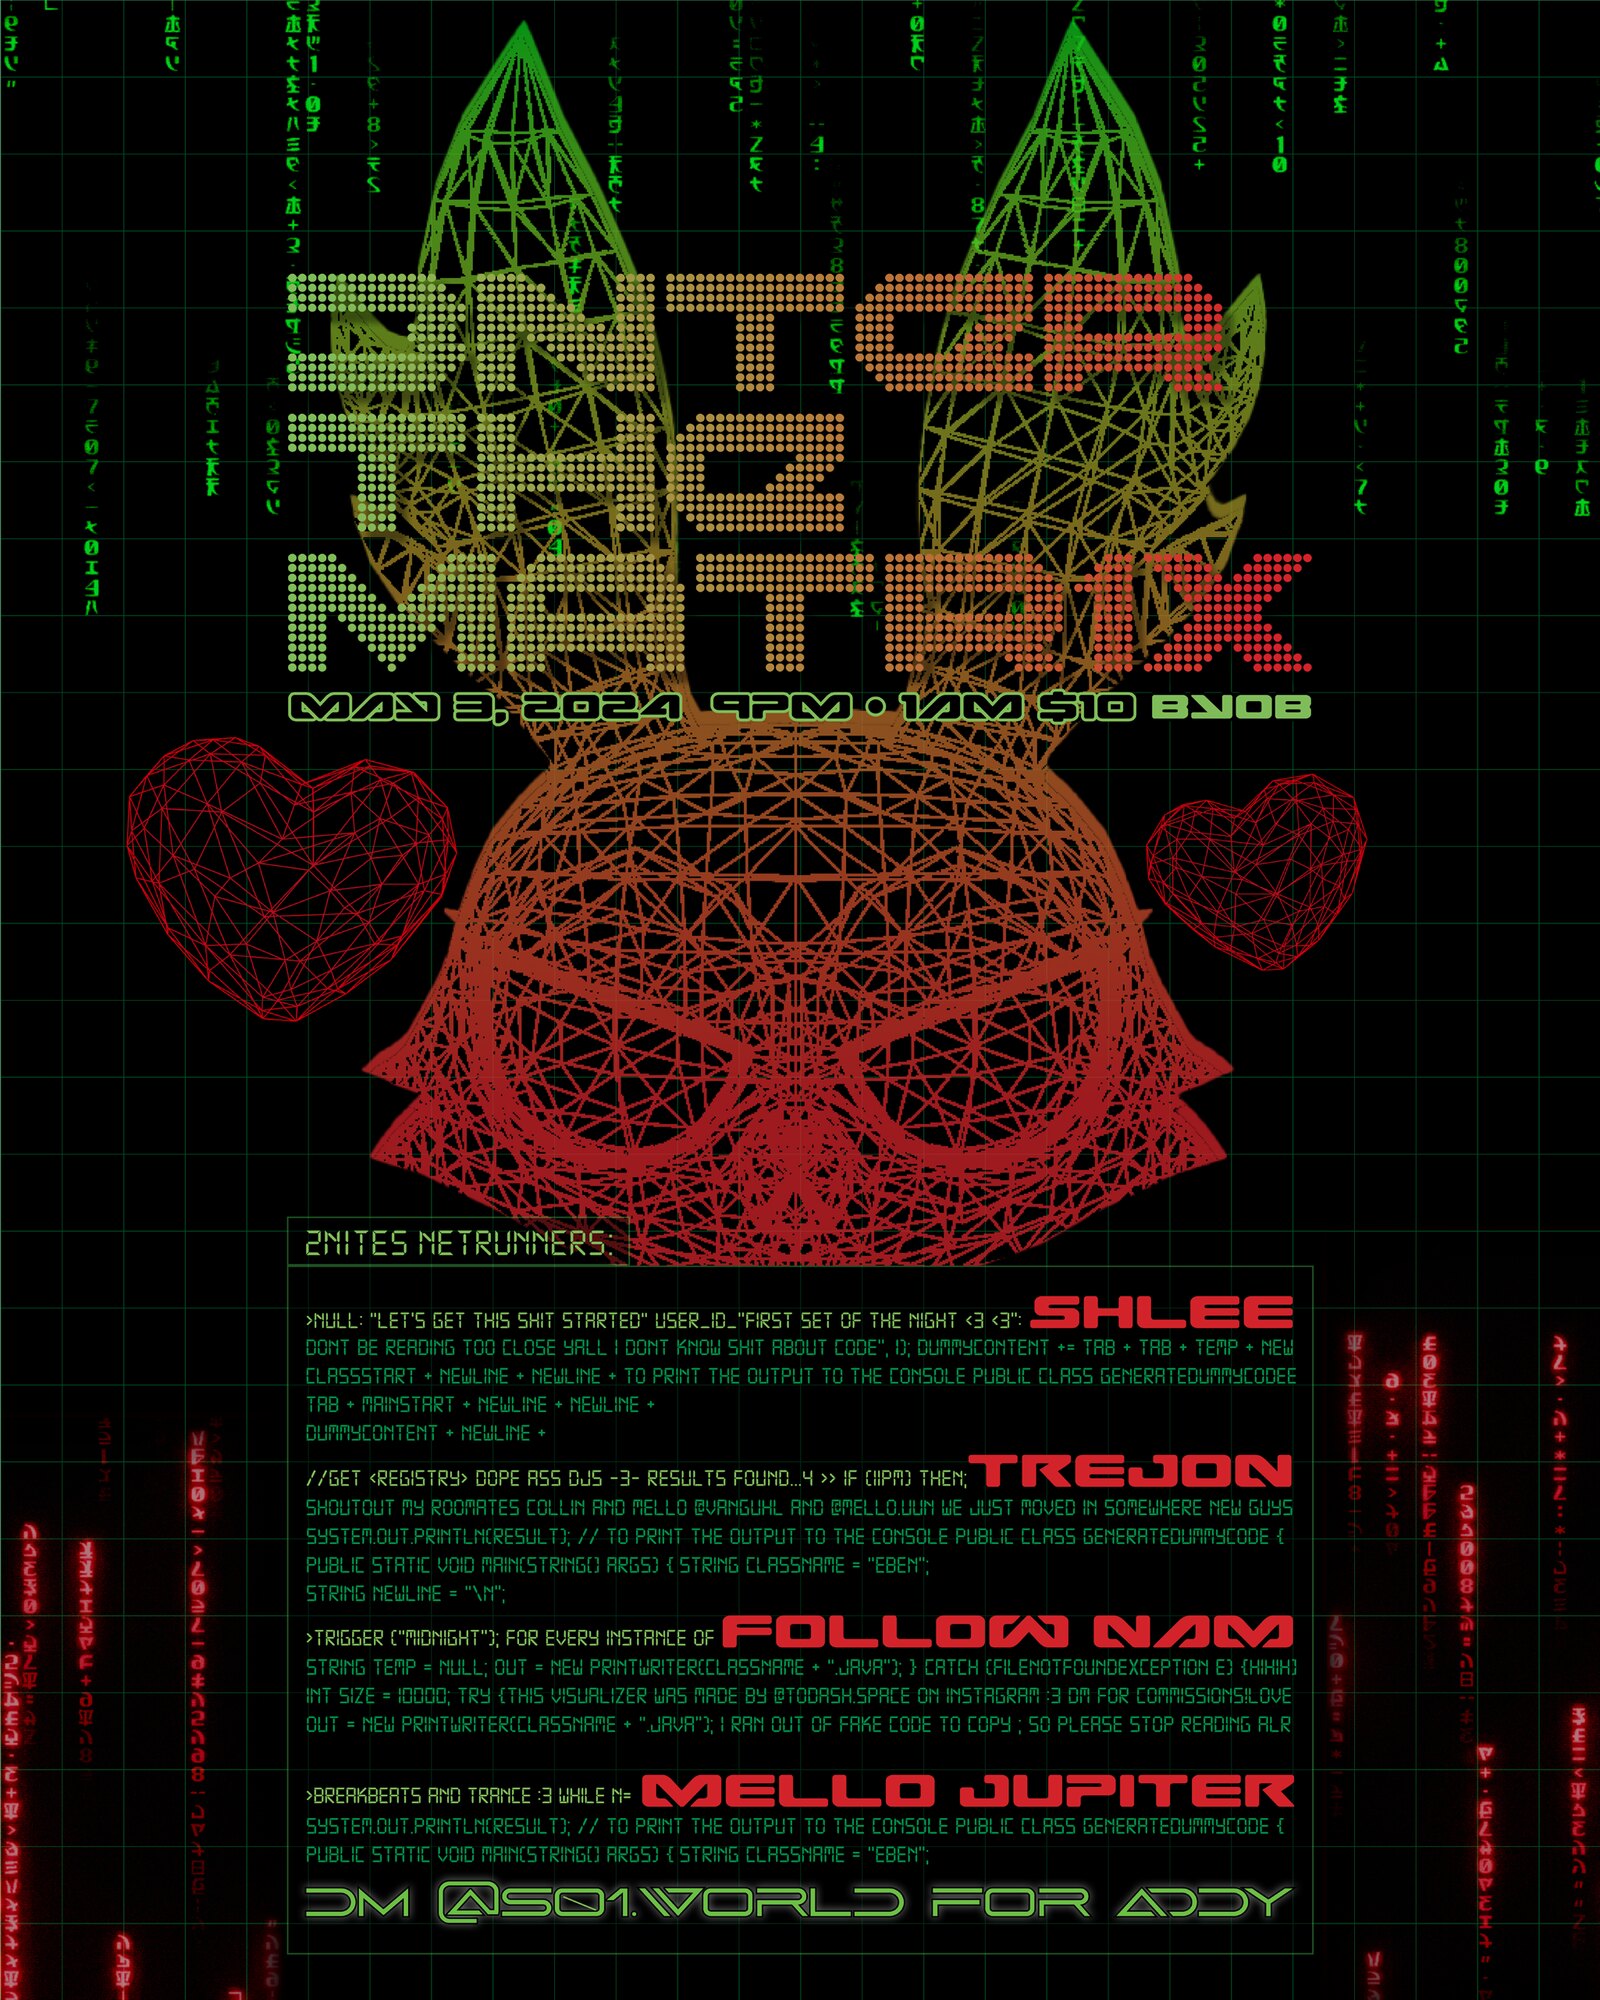 ENTER
THE
METRIX
MAY 3, 2024 9PM • 1AM $10 BYOB
2NITES NETRUNNERS:
>NULL: "LET'S GET THIS SHIT STARTED" USER_ID_"FIRST SET OF THE NIGHT <3 <3": SHLEE
DONT BE READING TOO CLOSE YALL I DONT KNOW SHIT ABOUT CODE", I); DUMMYCONTENT += TAB + TAB + TEMP + NEW
CLASSSTART + NEWLINE + NEWLINE + TO PRINT THE OUTPUT TO THE CONSOLE PUBLIC CLASS GENERATEDUMMYCODEE
TAB + MAINSTART + NEWLINE + NEWLINE +
DUMMYCONTENT + NEWLINE +
//GET <REGISTRY> DOPE ASS DJS -3- RESULTS FOUND...4 >> IF (11PM) THEN; TREJON
SHOUTOUT MY ROOMATES COLLIN AND MELLO @VANGUHL AND @MELLO.UUN WE JUST MOVED IN SOMEWHERE NEW GUYS
SYSTEM.OUT.PRINTLN(RESULT); // TO PRINT THE OUTPUT TO THE CONSOLE PUBLIC CLASS GENERATEDUMMYCODE {
PUBLIC STATIC VOID MAIN(STRING[] ARGS) { STRING CLASSNAME = "EBEN";
STRING NEWLINE = "\N";
>TRIGGER ("MIDNIGHT"); FOR EVERY INSTANCE OF FOLLOW NAM
STRING TEMP = NULL; OUT = NEW PRINTWRITER(CLASSNAME + ".JAVA"); } CATCH (FILENOTFOUNDEXCEPTION E) {HIHIH}
INT SIZE = 10000; TRY {THIS VISUALIZER WAS MADE BY @TODASH.SPACE ON INSTAGRAM :3 DM FOR COMMISSIONS!LOVE
OUT = NEW PRINTWRITER(CLASSNAME + ".JAVA"); I RAN OUT OF FAKE CODE TO COPY ; SO PLEASE STOP READING ALR
>BREAKBEATS AND TRANCE :3 WHILE N= MELLO JUPITER
SYSTEM.OUT.PRINTLN(RESULT); // TO PRINT THE OUTPUT TO THE CONSOLE PUBLIC CLASS GENERATEDUMMYCODE {
PUBLIC STATIC VOID MAIN(STRING[] ARGS) { STRING CLASSNAME = "EBEN";
DM @S01.WORLD FOR ADDY